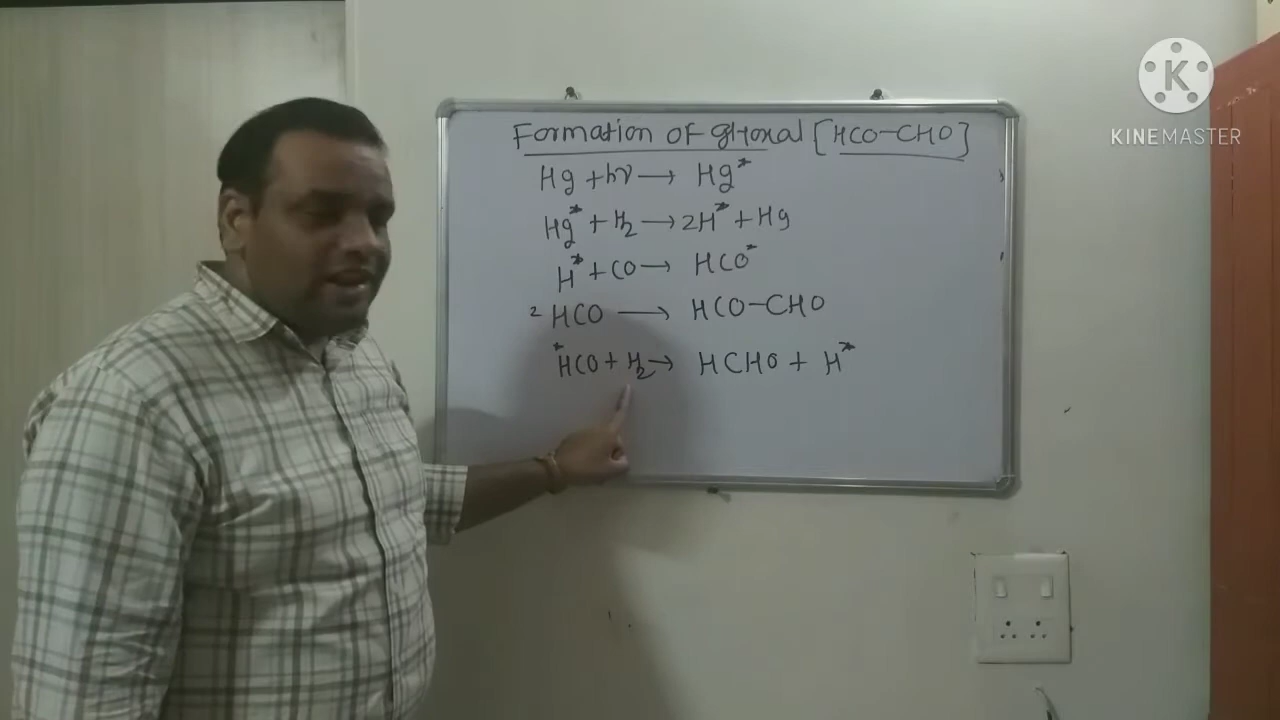 Formation of glyoxal [HCO-CHO]
Hg + hν → Hg*
Hg* + H₂ → 2H* + Hg
H* + CO → HCO*
2 HCO → HCO-CHO
*HCO + H₂ → HCHO + H*
K
KINEMASTER